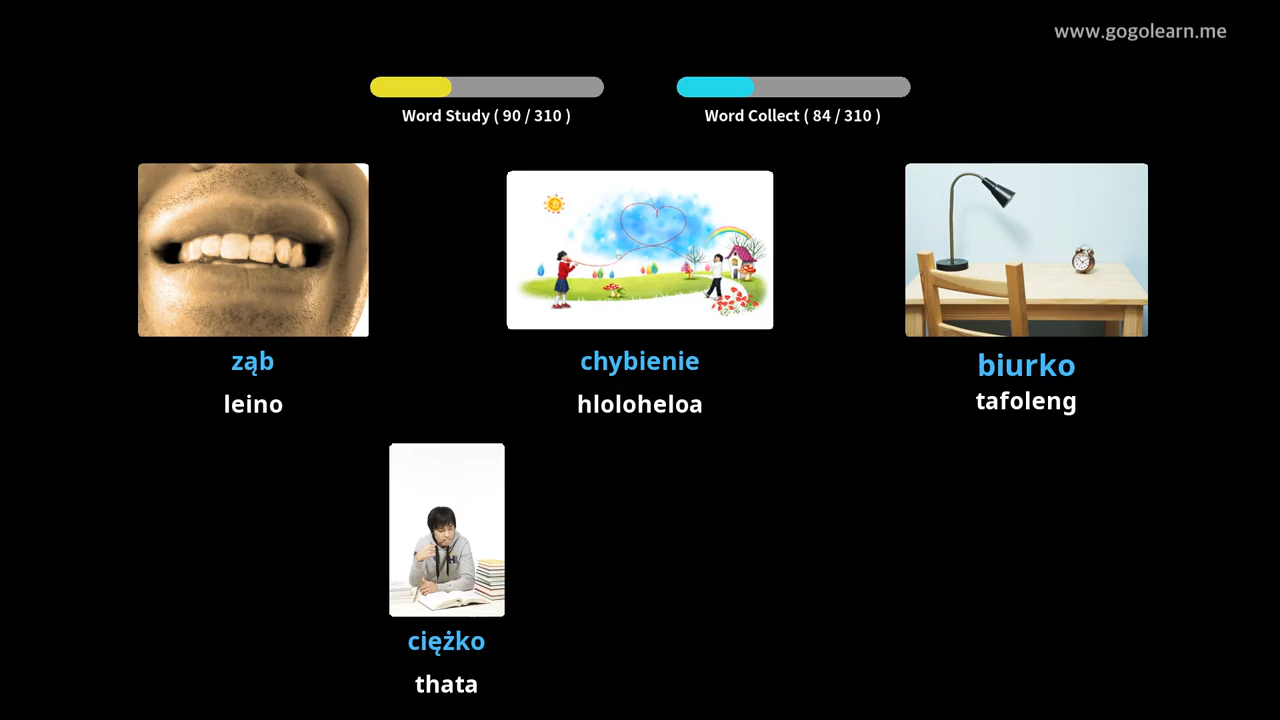 www.gogolearn.me
Word Study ( 90 / 310 )
Word Collect ( 84 / 310 )
ząb
leino
chybienie
hloloheloa
biurko
tafoleng
ciężko
thata